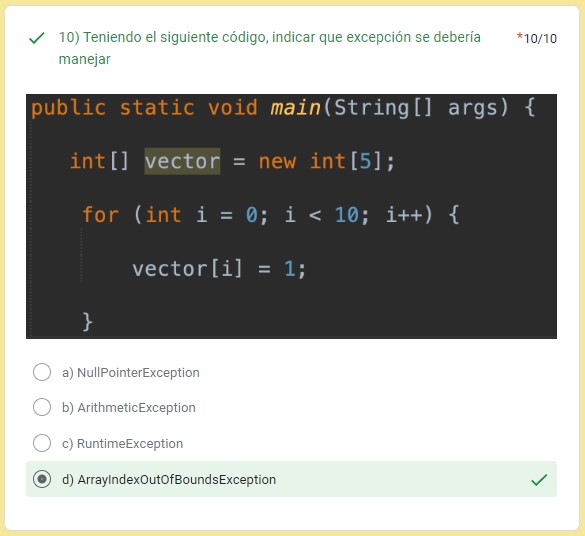 10) Teniendo el siguiente código, indicar que excepción se debería *10/10
manejar
public static void main(String[] args) {
int[] vector = new int[5];
for (int i = 0; i < 10; i++) {
vector[i] = 1;
}
a) NullPointerException
b) ArithmeticException
c) RuntimeException
d) ArrayIndexOutOfBoundsException